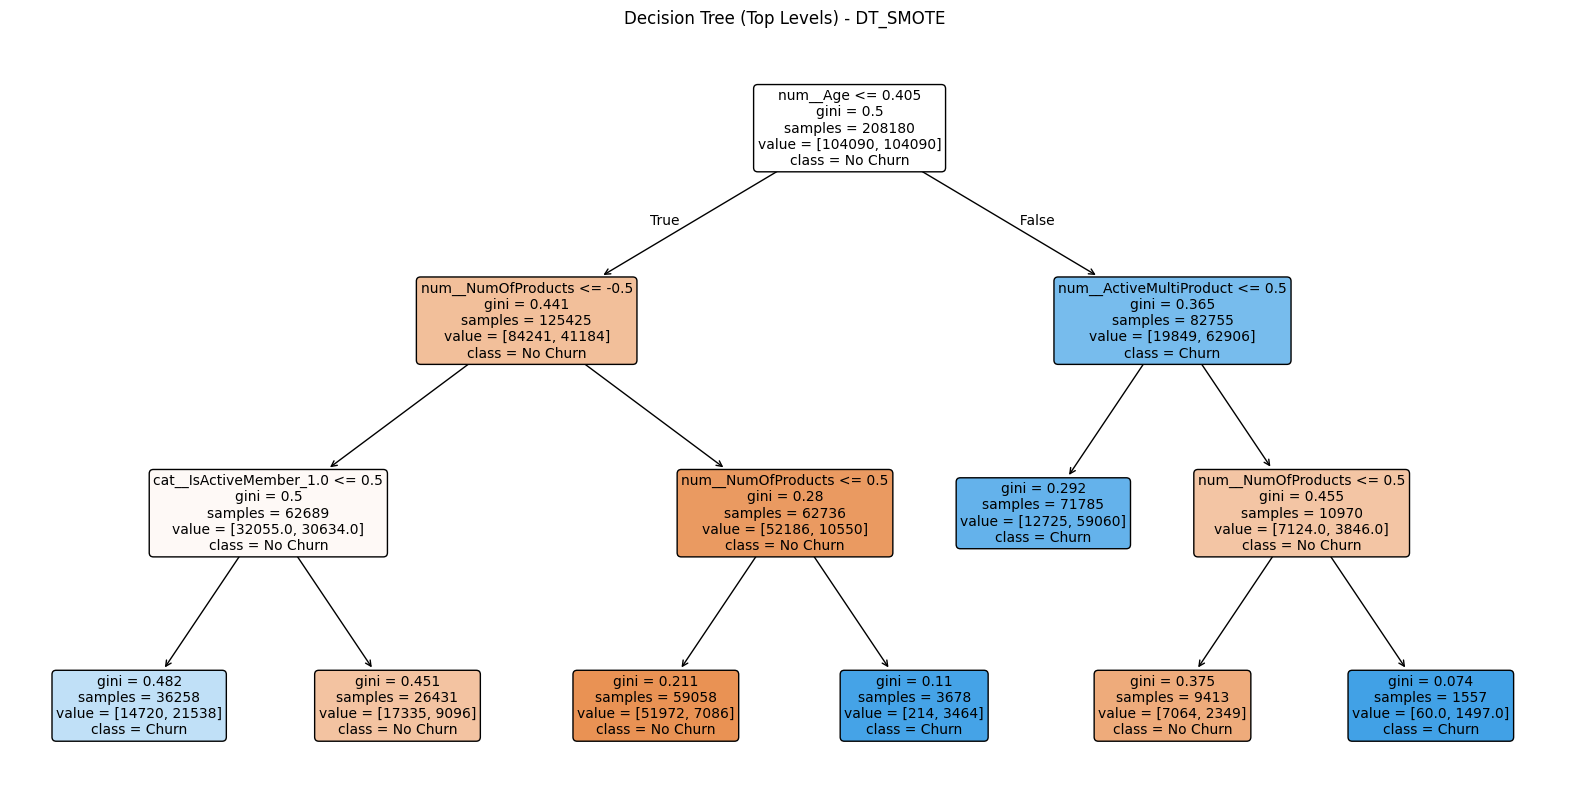 Decision Tree (Top Levels) - DT_SMOTE
num__Age <= 0.405
gini = 0.5
samples = 208180
value = [104090, 104090]
class = No Churn
True
False
num__NumOfProducts <= -0.5
gini = 0.441
samples = 125425
value = [84241, 41184]
class = No Churn
num__ActiveMultiProduct <= 0.5
gini = 0.365
samples = 82755
value = [19849, 62906]
class = Churn
cat__IsActiveMember_1.0 <= 0.5
gini = 0.5
samples = 62689
value = [32055.0, 30634.0]
class = No Churn
num__NumOfProducts <= 0.5
gini = 0.28
samples = 62736
value = [52186, 10550]
class = No Churn
gini = 0.292
samples = 71785
value = [12725, 59060]
class = Churn
num__NumOfProducts <= 0.5
gini = 0.455
samples = 10970
value = [7124.0, 3846.0]
class = No Churn
gini = 0.482
samples = 36258
value = [14720, 21538]
class = Churn
gini = 0.451
samples = 26431
value = [17335, 9096]
class = No Churn
gini = 0.211
samples = 59058
value = [51972, 7086]
class = No Churn
gini = 0.11
samples = 3678
value = [214, 3464]
class = Churn
gini = 0.375
samples = 9413
value = [7064, 2349]
class = No Churn
gini = 0.074
samples = 1557
value = [60.0, 1497.0]
class = Churn